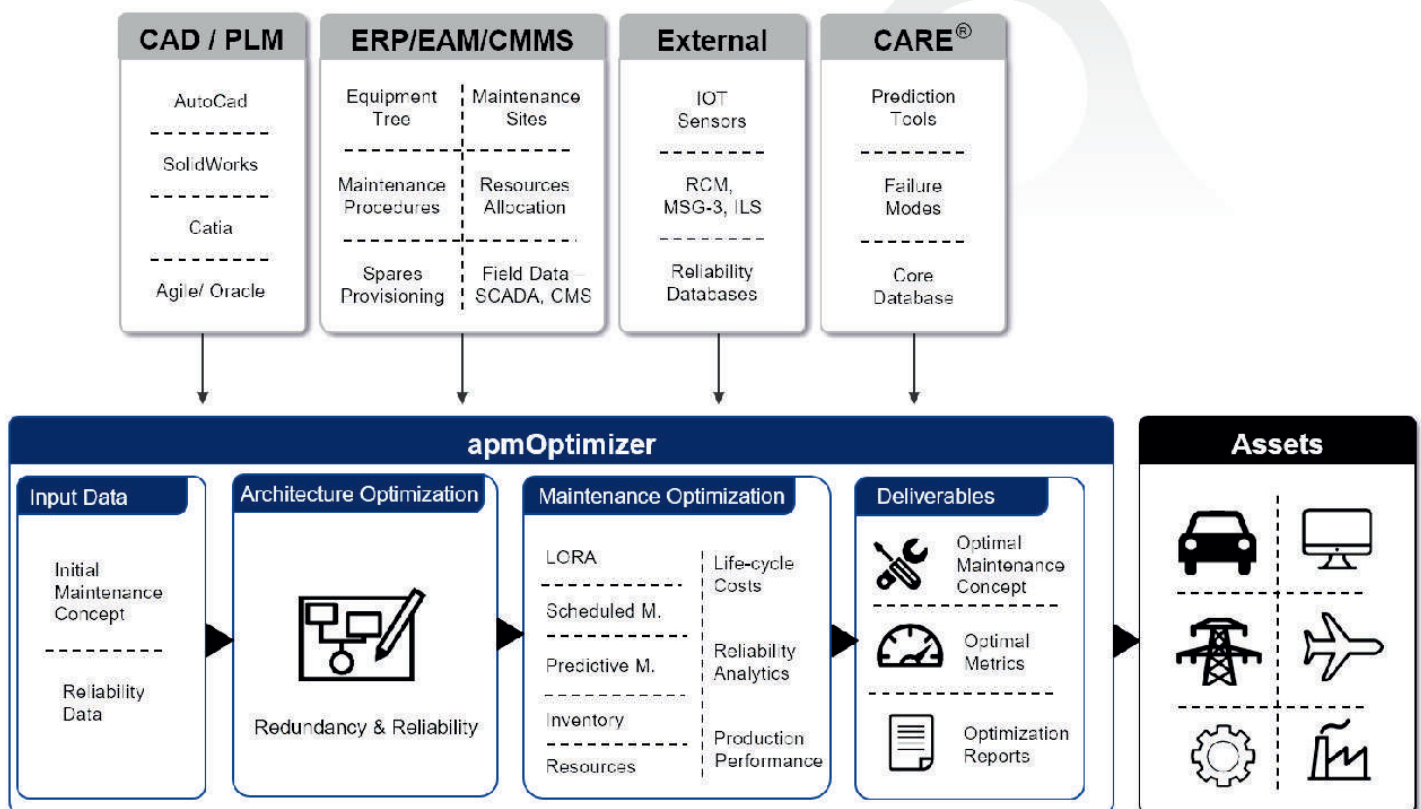 CAD / PLM
AutoCad
SolidWorks
Catia
Agile/ Oracle
ERP/EAM/CMMS
Equipment
Tree
Maintenance
Sites
Maintenance
Procedures
Resources
Allocation
Spares
Provisioning
Field Data –
SCADA, CMS
External
IOT
Sensors
RCM,
MSG-3, ILS
Reliability
Databases
CARE®
Prediction
Tools
Failure
Modes
Core
Database
apmOptimizer
Input Data
Initial
Maintenance
Concept
Reliability
Data
Architecture Optimization
Redundancy & Reliability
Maintenance Optimization
LORA
Scheduled M.
Predictive M.
Inventory
Resources
Life-cycle
Costs
Reliability
Analytics
Production
Performance
Deliverables
Optimal
Maintenance
Concept
Optimal
Metrics
Optimization
Reports
Assets